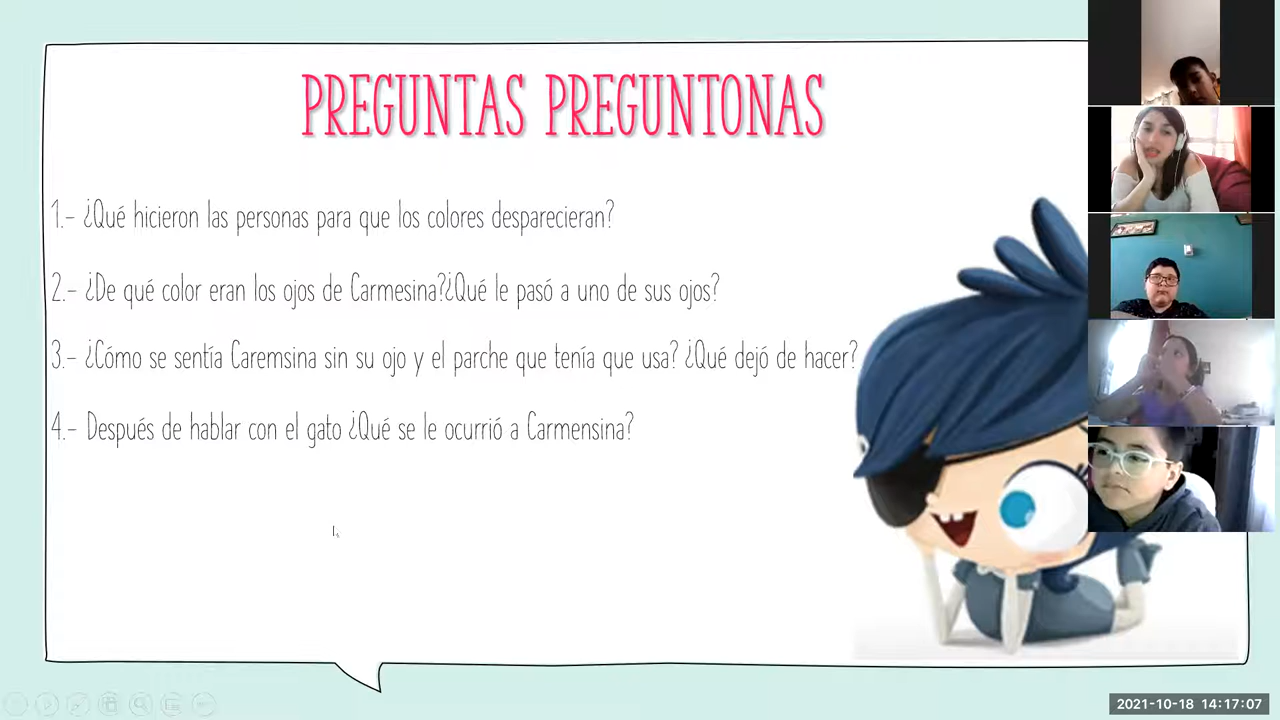 PREGUNTAS PREGUNTONAS
1.- ¿Qué hicieron las personas para que los colores desparecieran?
2.- ¿De qué color eran los ojos de Carmesina?¿Qué le pasó a uno de sus ojos?
3.- ¿Cómo se sentía Caremsina sin su ojo y el parche que tenía que usa? ¿Qué dejó de hacer?
4.- Después de hablar con el gato ¿Qué se le ocurrió a Carmensina?
2021-10-18 14:17:07